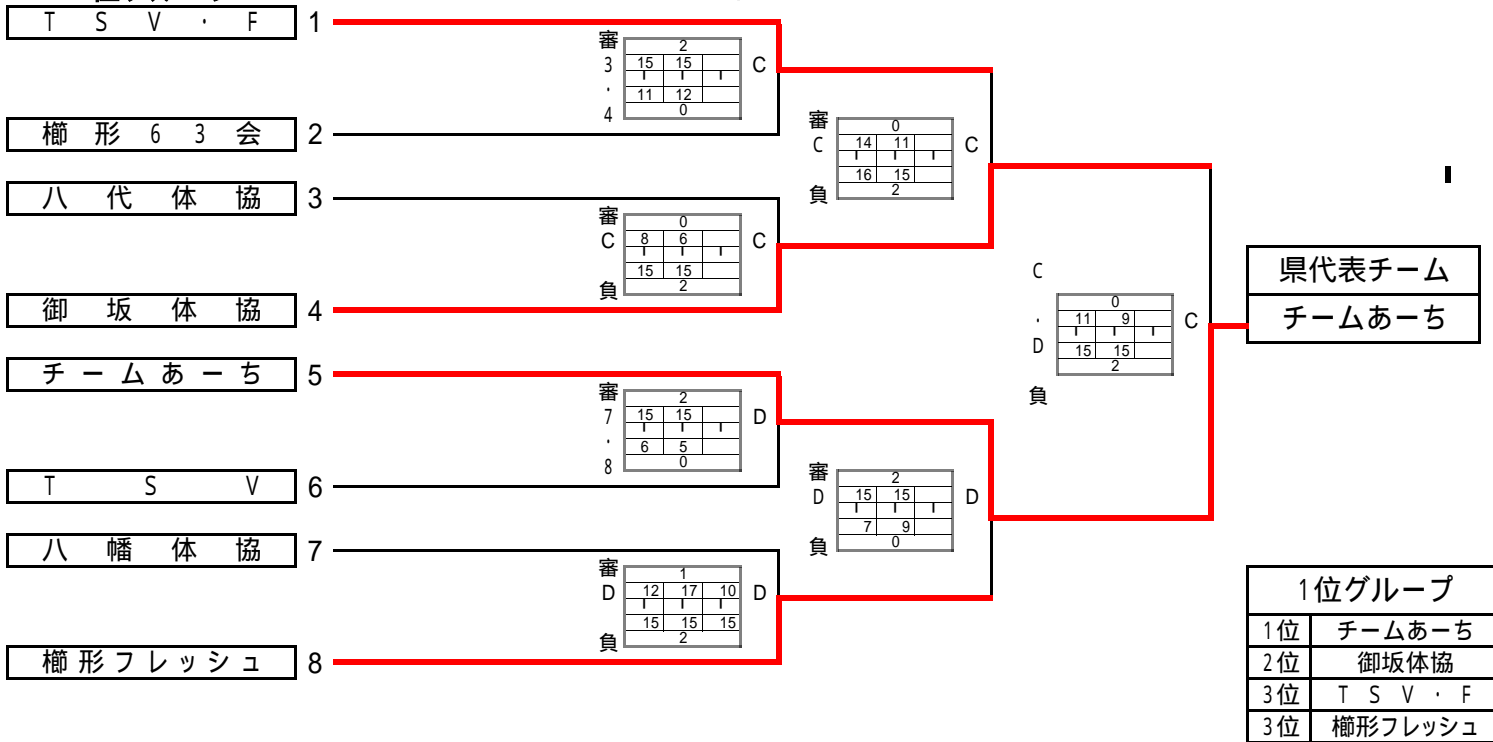 T S V ・ F 1
櫛 形 6 3 会 2
八 代 体 協 3
御 坂 体 協 4
チ ー ム あ ー ち 5
T S V 6
八 幡 体 協 7
櫛 形 フ レ ッ シ ュ 8
審 3 ・ 4
2
15 15
11 12
0
C
審 C 負
0
8 6
15 15
2
C
審 7 ・ 8
2
15 15
6 5
0
D
審 D 負
1
12 17 10
15 15 15
2
D
審 C 負
0
14 11
16 15
2
C
審 D 負
2
15 15
7 9
0
D
C ・ D 負
0
11 9
15 15
2
C
県代表チーム
チームあーち
1位グループ
1位 チームあーち
2位 御坂体協
3位 T S V ・ F
3位 櫛形フレッシュ